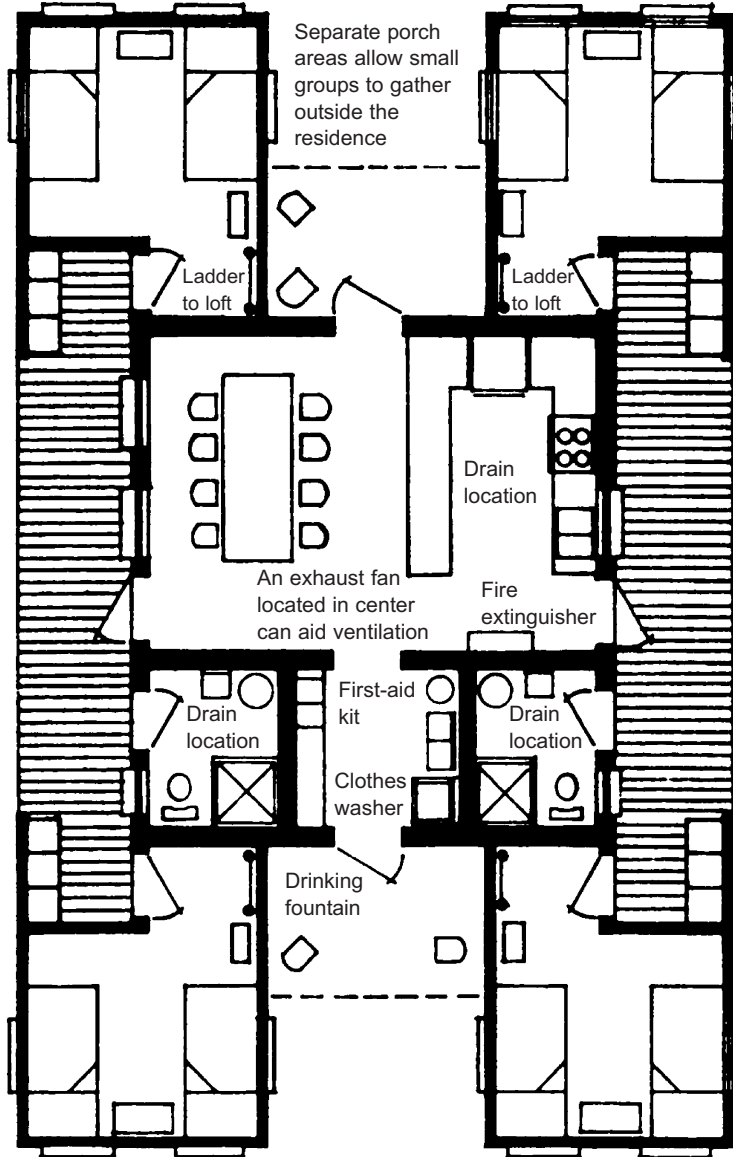 Separate porch
areas allow small
groups to gather
outside the
residence
Ladder
to loft
Ladder
to loft
Drain
location
An exhaust fan
located in center
can aid ventilation
Fire
extinguisher
First-aid
kit
Drain
location
Drain
location
Clothes
washer
Drinking
fountain